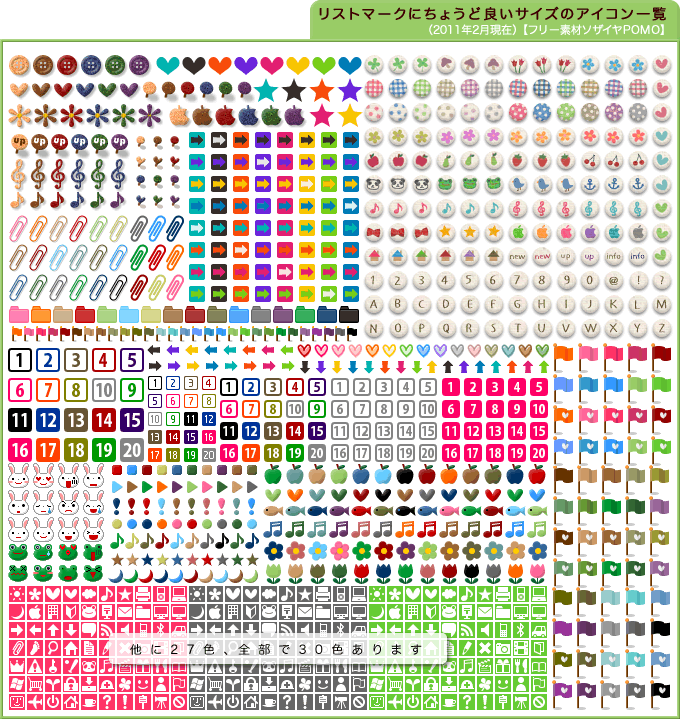 リストマークにちょうど良いサイズのアイコン一覧
（2011年2月現在）【フリー素材ソザイヤPOMO】
up up up up up
new new up up info info
1 2 3 4 5 6 7 8 9 0 @ ! ?
A B C D E F G H I J K L M
N O P Q R S T U V W X Y Z
1 2 3 4 5
6 7 8 9 10
11 12 13 14 15
16 17 18 19 20
1 2 3 4
5 6 7 8
9 10 11 12
13 14 15 16
17 18 19 20
1 2 3 4 5 1 2 3 4 5 1 2 3 4 5
6 7 8 9 10 6 7 8 9 10 6 7 8 9 10
11 12 13 14 15 11 12 13 14 15 11 12 13 14 15
16 17 18 19 20 16 17 18 19 20 16 17 18 19 20
他に27色、全部で30色あります